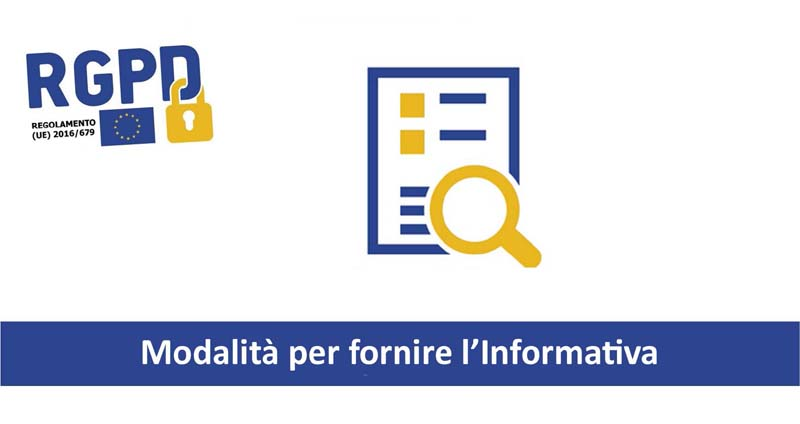 RGPD
REGOLAMENTO
(UE) 2016/679
Modalità per fornire l’Informativa